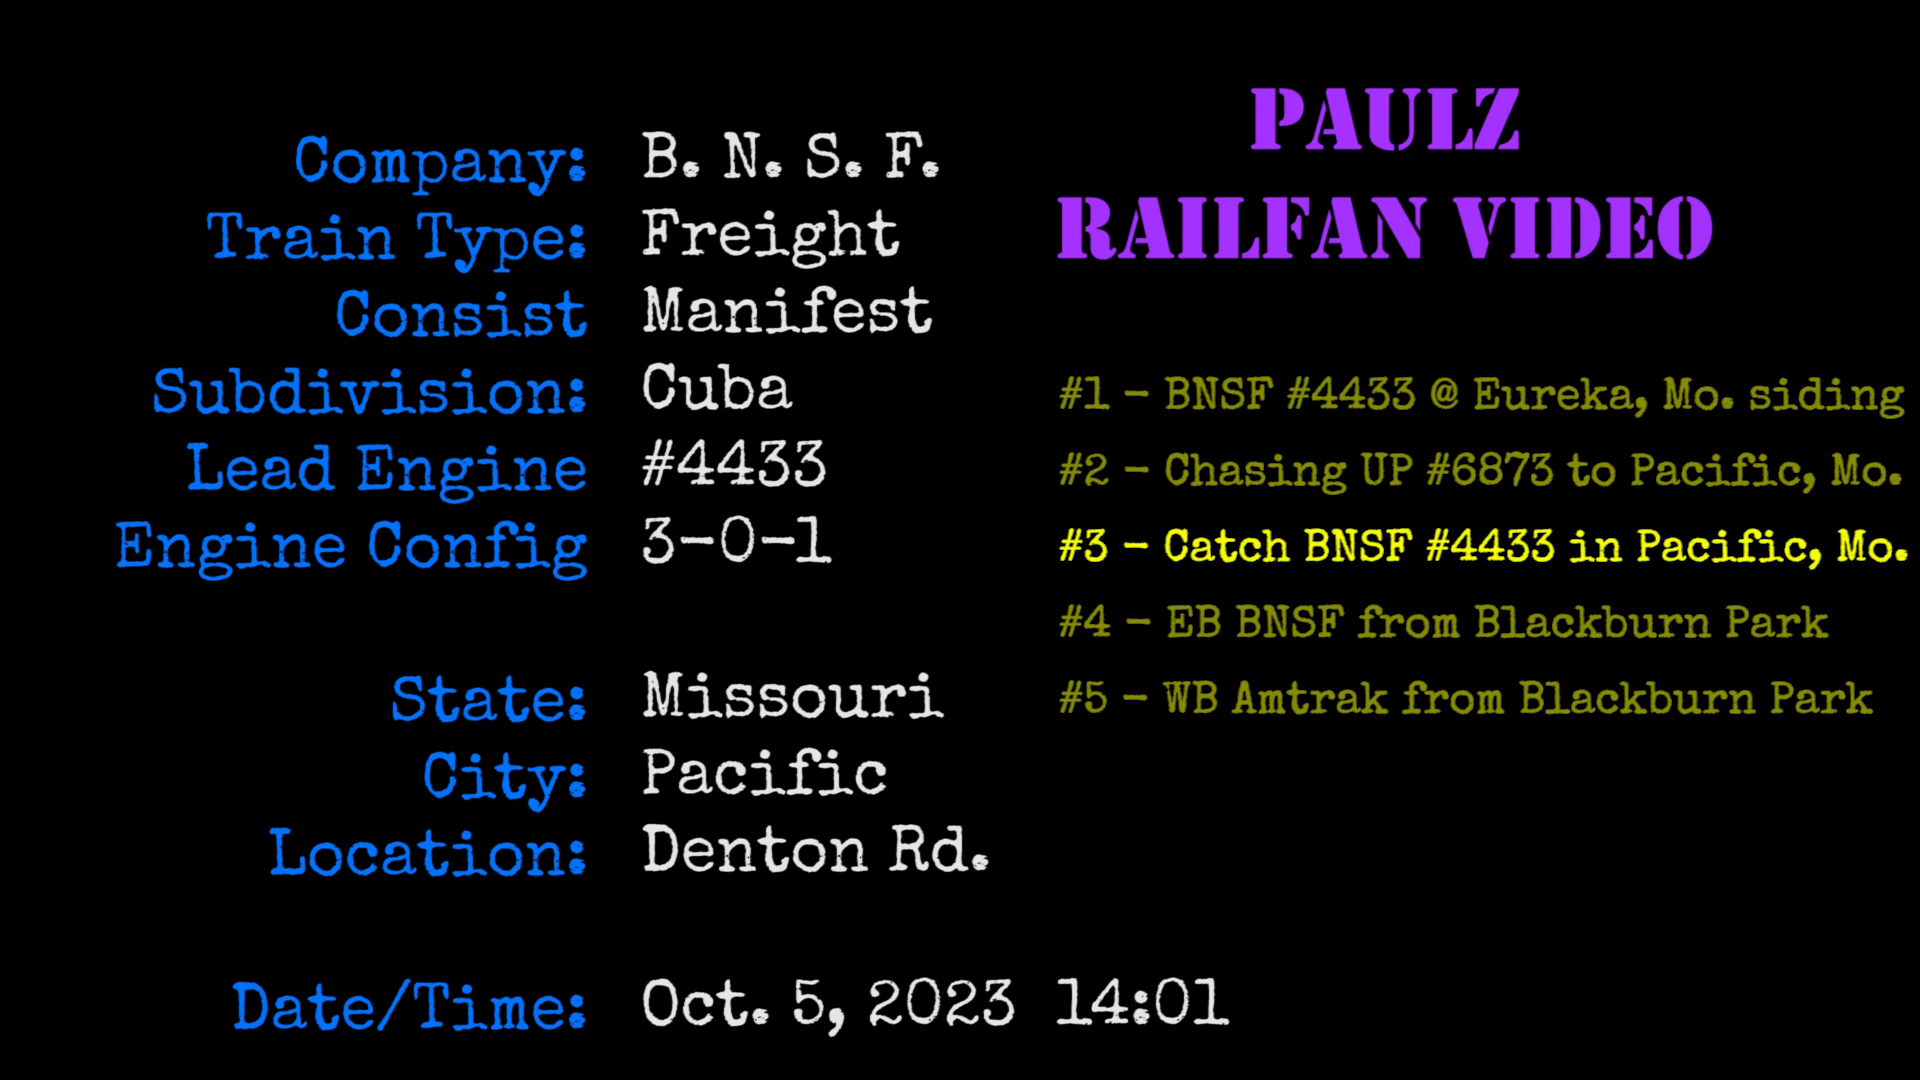 PAULZ
RAILFAN VIDEO
Company: B. N. S. F.
Train Type: Freight
Consist Manifest
Subdivision: Cuba
Lead Engine #4433
Engine Config 3-0-1
State: Missouri
City: Pacific
Location: Denton Rd.
Date/Time: Oct. 5, 2023 14:01
#1 - BNSF #4433 @ Eureka, Mo. siding
#2 - Chasing UP #6873 to Pacific, Mo.
#3 - Catch BNSF #4433 in Pacific, Mo.
#4 - EB BNSF from Blackburn Park
#5 - WB Amtrak from Blackburn Park